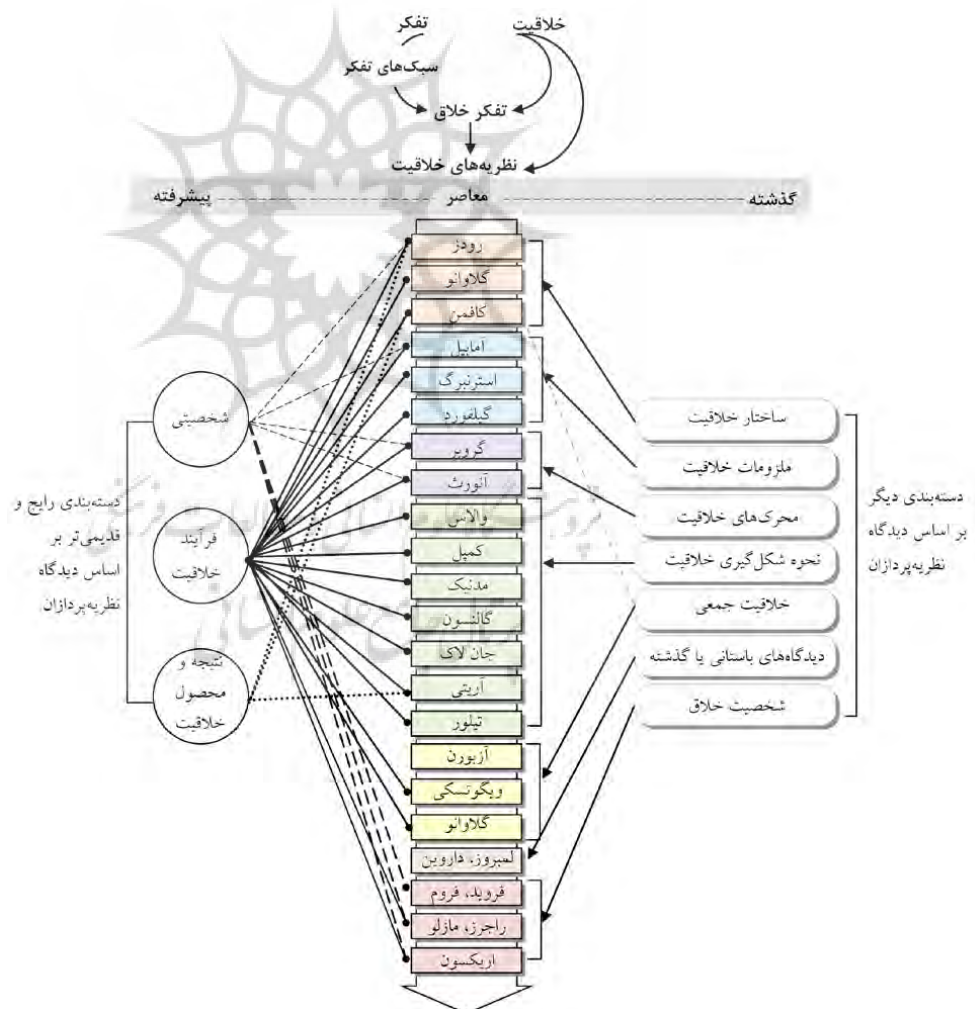 خلاقیت
تفکر
سبک‌های تفکر
تفکر خلاق
نظریه‌های خلاقیت
گذشته
معاصر
پیشرفته
رودز
گلاوانو
کافمن
امابیل
استرنبرگ
گیلفورد
گروبر
آنورث
والاس
کمپل
مدنیک
گالنسون
جان لاک
آریتی
تیلور
آزبورن
ویگوتسکی
گلاوانو
لمبروز، داروین
فروید، فروم
راجرز، مازلو
اریکسون
ساختار خلاقیت
ملزومات خلاقیت
محرک‌های خلاقیت
نحوه شکل‌گیری خلاقیت
خلاقیت جمعی
دیدگاه‌های باستانی یا گذشته
شخصیت خلاق
دسته‌بندی دیگر
بر اساس دیدگاه
نظریه‌پردازان
شخصیتی
فرآیند
خلاقیت
نتیجه و
محصول
خلاقیت
دسته‌بندی رایج و
قدیمی‌تر بر
اساس دیدگاه
نظریه‌پردازان